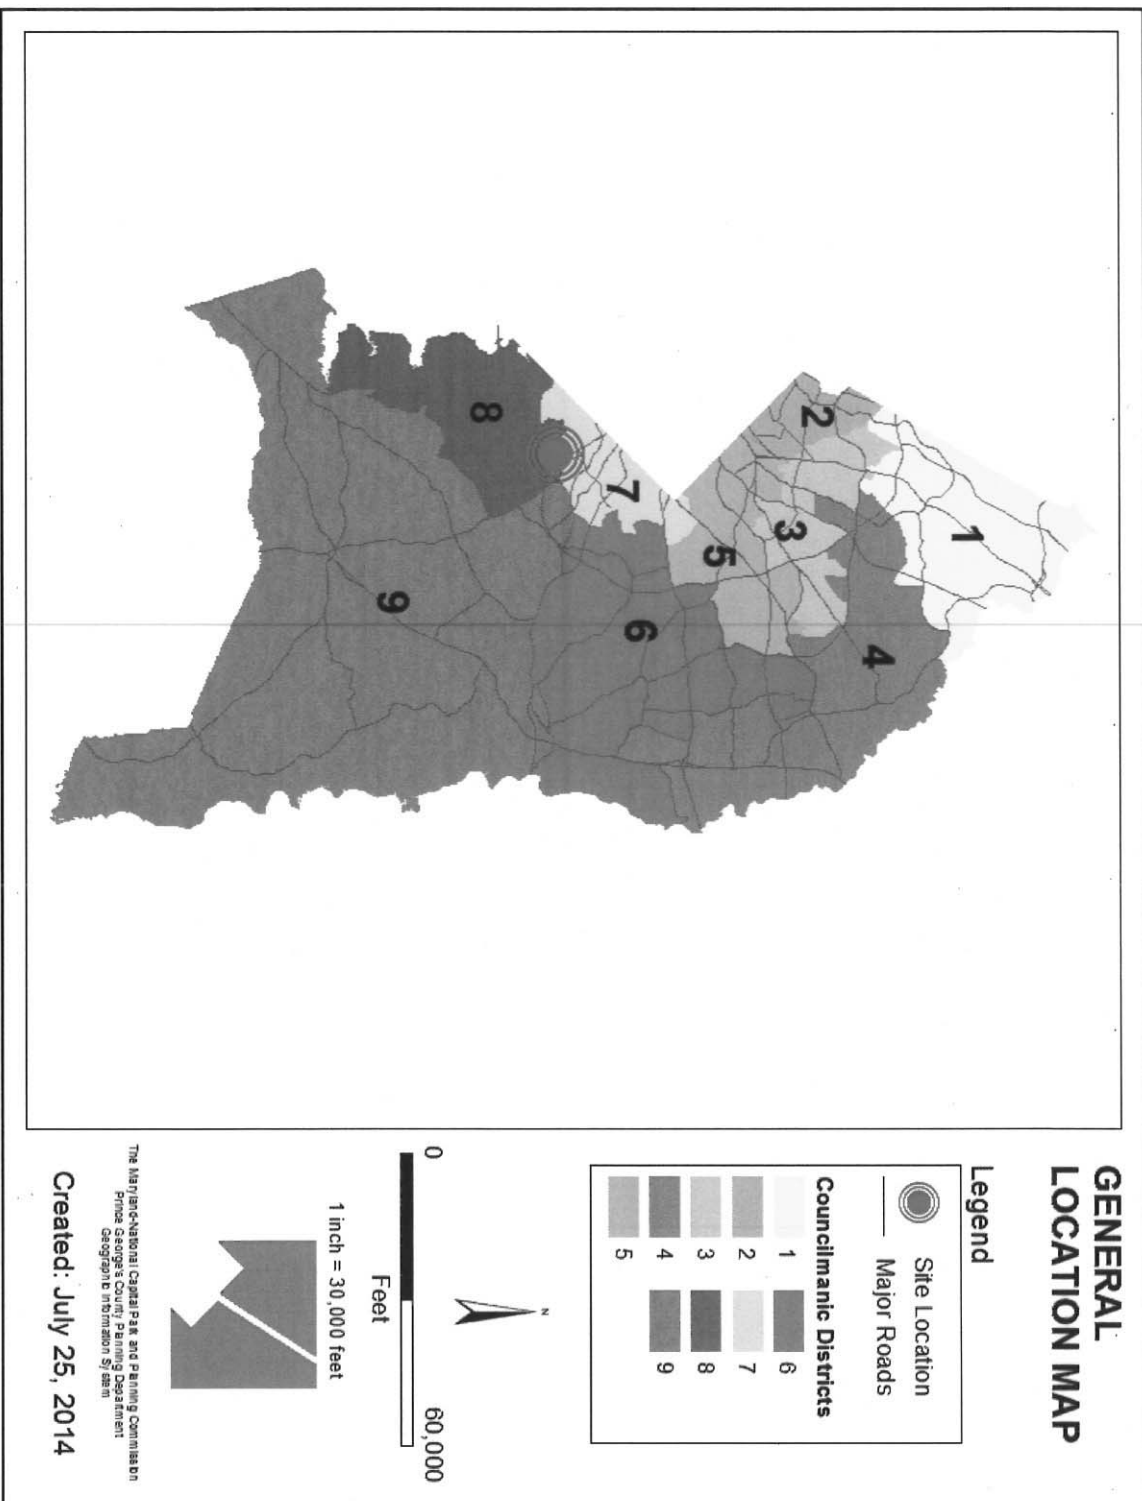 GENERAL
LOCATION MAP
Legend
Site Location
Major Roads
Councilmanic Districts
1
2
3
4
5
6
7
8
9
N
0
60,000
Feet
1 inch = 30,000 feet
The Maryland-National Capital Park and Planning Commission
Prince George's County Planning Department
Geographic Information System
Created: July 25, 2014
1
2
3
4
5
6
7
8
9